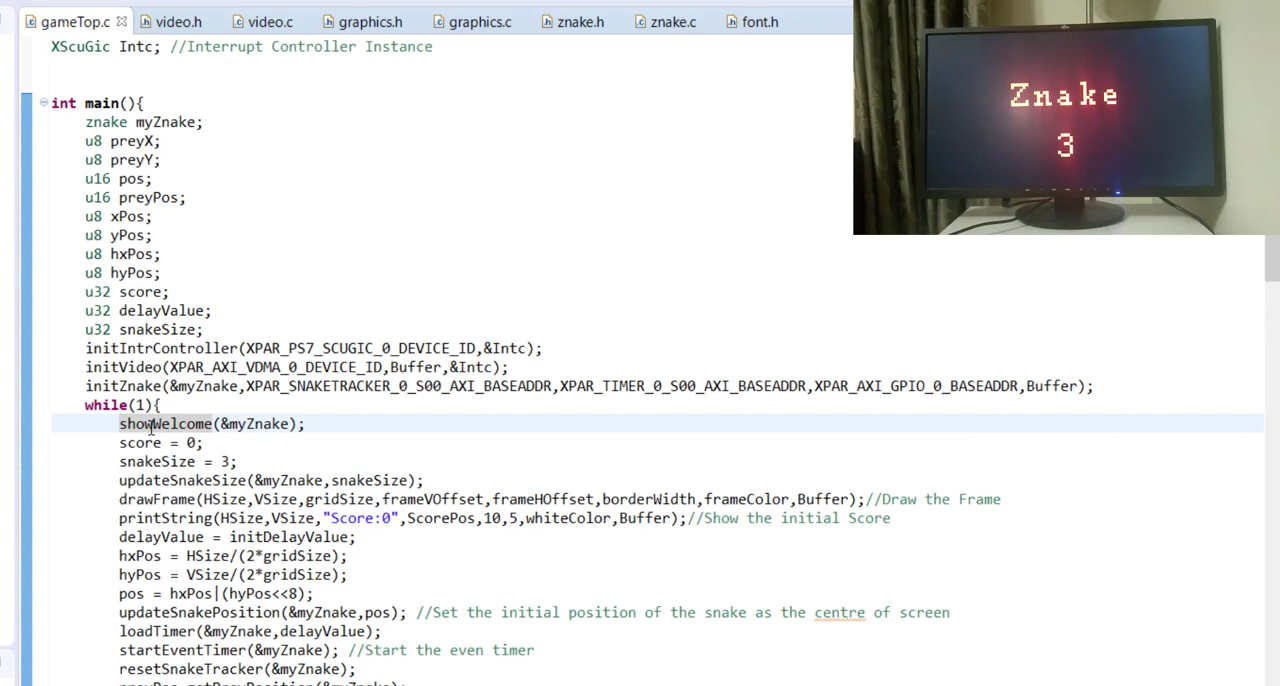 gameTop.c video.h video.c graphics.h graphics.c znake.h znake.c font.h
XScuGic Intc; //Interrupt Controller Instance
Znake
3
int main(){
znake myZnake;
u8 preyX;
u8 preyY;
u16 pos;
u16 preyPos;
u8 xPos;
u8 yPos;
u8 hxPos;
u8 hyPos;
u32 score;
u32 delayValue;
u32 snakeSize;
initIntrController(XPAR_PS7_SCUGIC_0_DEVICE_ID,&Intc);
initVideo(XPAR_AXI_VDMA_0_DEVICE_ID,Buffer,&Intc);
initZnake(&myZnake,XPAR_SNAKETRACKER_0_S00_AXI_BASEADDR,XPAR_TIMER_0_S00_AXI_BASEADDR,XPAR_AXI_GPIO_0_BASEADDR,Buffer);
while(1){
showWelcome(&myZnake);
score = 0;
snakeSize = 3;
updateSnakeSize(&myZnake,snakeSize);
drawFrame(HSize,VSize,gridSize,frameVOffset,frameHOffset,borderWidth,frameColor,Buffer);//Draw the Frame
printString(HSize,VSize,"Score:0",ScorePos,10,5,whiteColor,Buffer);//Show the initial Score
delayValue = initDelayValue;
hxPos = HSize/(2*gridSize);
hyPos = VSize/(2*gridSize);
pos = hxPos|(hyPos<<8);
updateSnakePosition(&myZnake,pos); //Set the initial position of the snake as the centre of screen
loadTimer(&myZnake,delayValue);
startEventTimer(&myZnake); //Start the even timer
resetSnakeTracker(&myZnake);